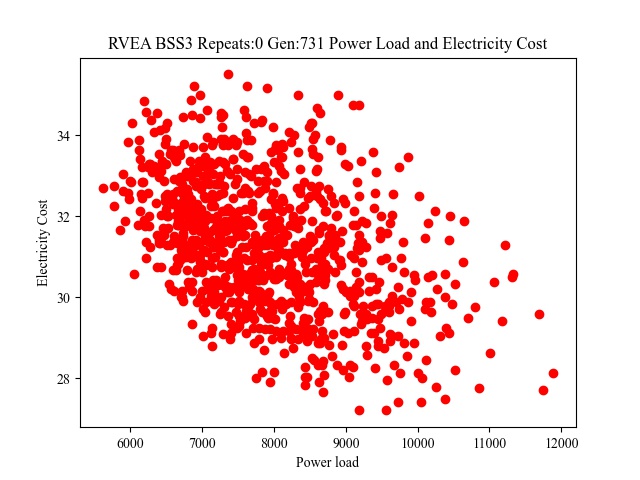 RVEA BSS3 Repeats:0 Gen:731 Power Load and Electricity Cost
Electricity Cost
34
32
30
28
6000 7000 8000 9000 10000 11000 12000
Power load